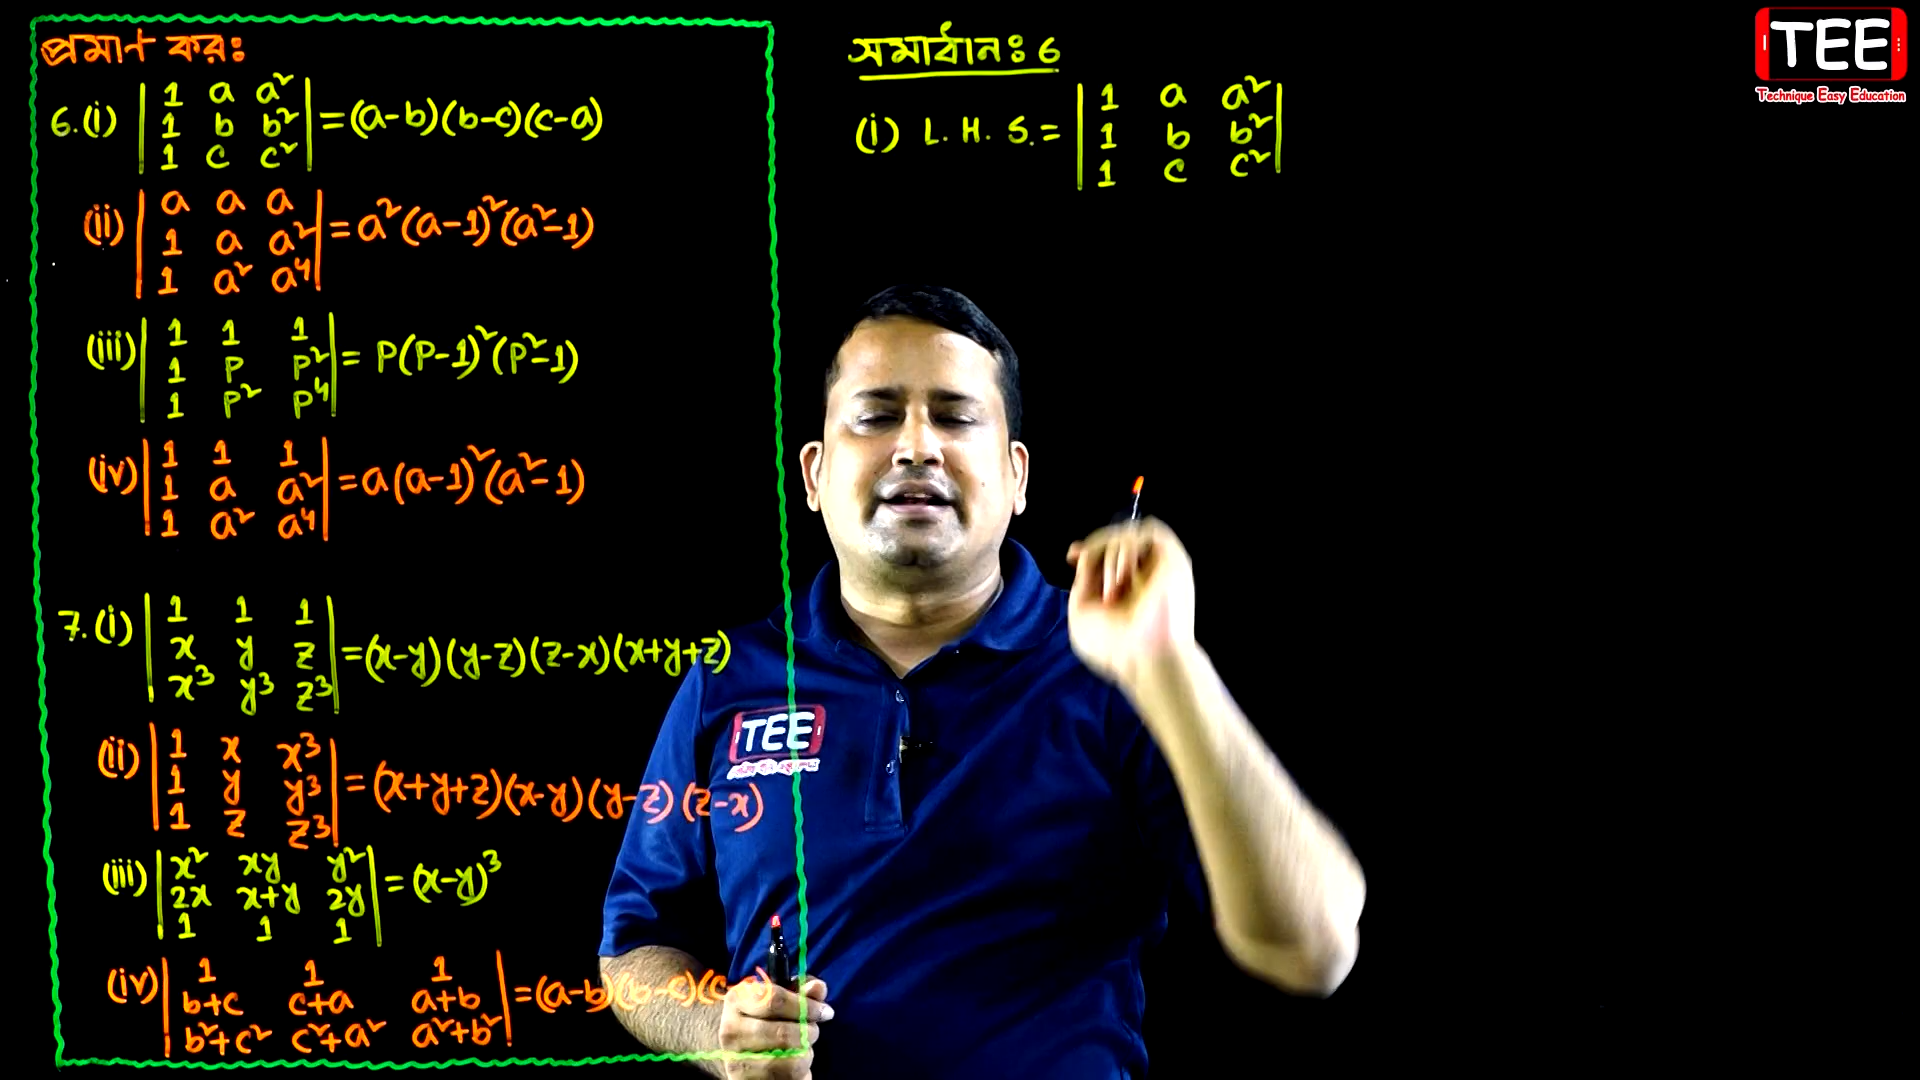 প্রমাণ করঃ
6.(i) | 1 a a² | = (a-b)(b-c)(c-a)
| 1 b b² |
| 1 c c² |
(ii) | a a a | = a²(a-1)²(a²-1)
| 1 a a² |
| 1 a² a⁴ |
(iii) | 1 1 1 | = P(P-1)²(P²-1)
| 1 P P² |
| 1 P² P⁴ |
(iv) | 1 1 1 | = a(a-1)²(a²-1)
| 1 a a² |
| 1 a² a⁴ |
7.(i) | 1 1 1 | = (x-y)(y-z)(z-x)(x+y+z)
| x y z |
| x³ y³ z³ |
(ii) | 1 x x³ | = (x+y+z)(x-y)(y-z)(z-x)
| 1 y y³ |
| 1 z z³ |
(iii) | x² xy y² | = (x-y)³
| 2x x+y 2y |
| 1 1 1 |
(iv) | 1 1 1 | = (a-b)(b-c)(c-a)
| b+c c+a a+b |
| b²+c² c²+a² a²+b² |
সমাধানঃ 6
(i) L. H. S. = | 1 a a² |
| 1 b b² |
| 1 c c² |
TEE
Technique Easy Education
TEE